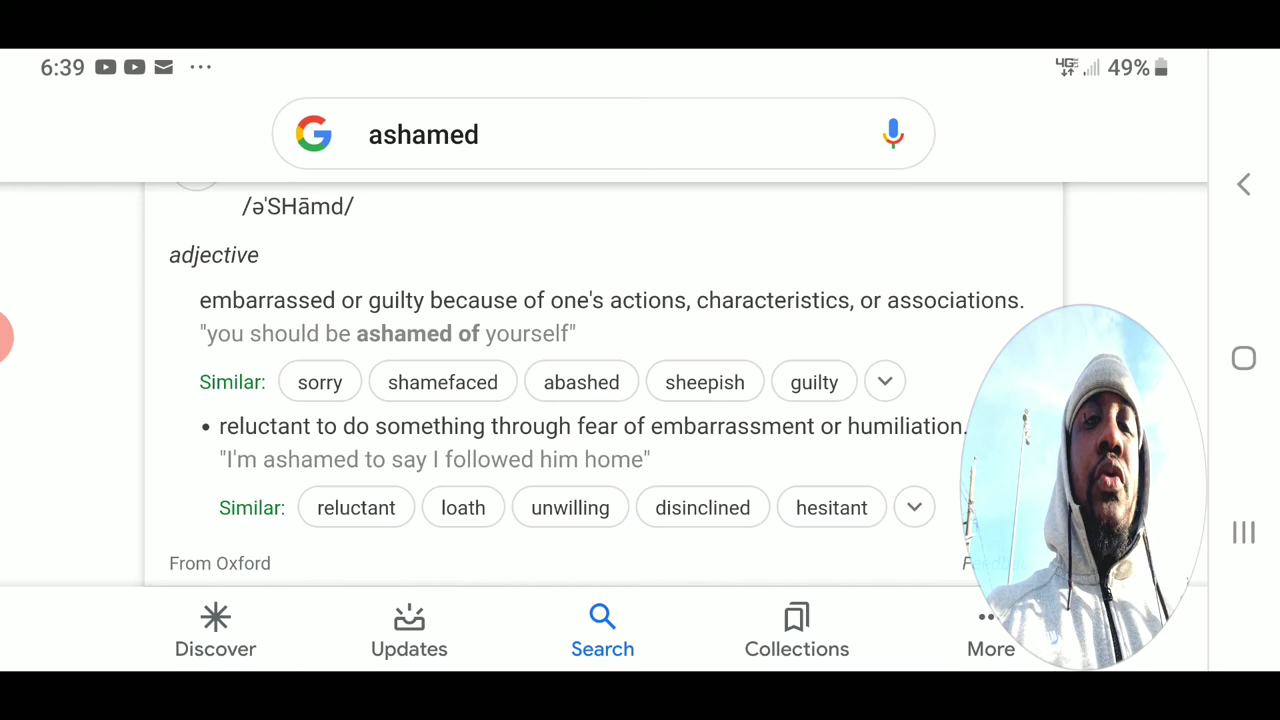 6:39 ... 4GE 49%
ashamed
/ə'SHāmd/
adjective
embarrassed or guilty because of one's actions, characteristics, or associations.
"you should be ashamed of yourself"
Similar: sorry shamefaced abashed sheepish guilty
• reluctant to do something through fear of embarrassment or humiliation.
"I'm ashamed to say I followed him home"
Similar: reluctant loath unwilling disinclined hesitant
From Oxford
Discover Updates Search Collections More